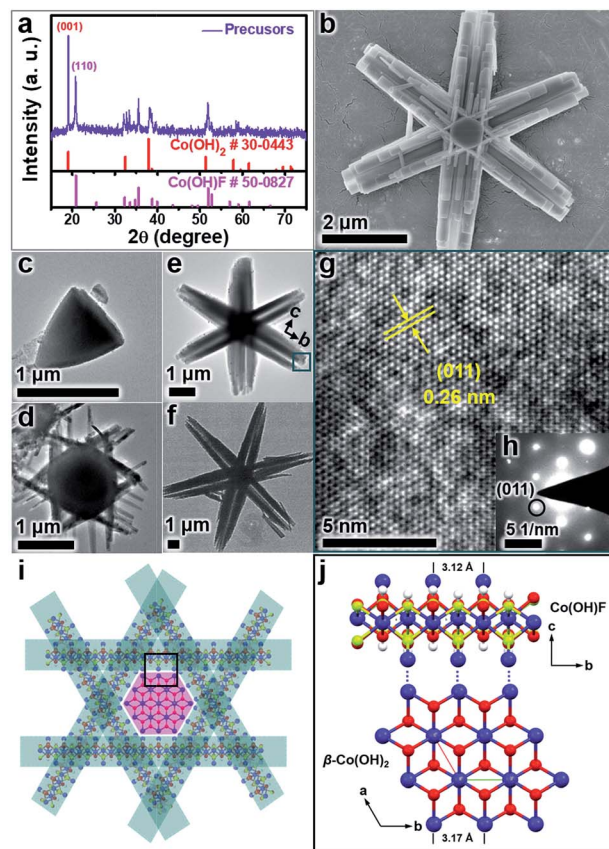 a
(001)
(110)
Precusors
Co(OH)2 # 30-0443
Co(OH)F # 50-0827
Intensity (a. u.)
20 30 40 50 60 70
2θ (degree)
b
2 μm
c
1 μm
e
c
b
1 μm
d
1 μm
f
1 μm
g
(011)
0.26 nm
5 nm
h
(011)
5 1/nm
i
j
3.12 Å
Co(OH)F
c
b
β-Co(OH)2
a
b
3.17 Å